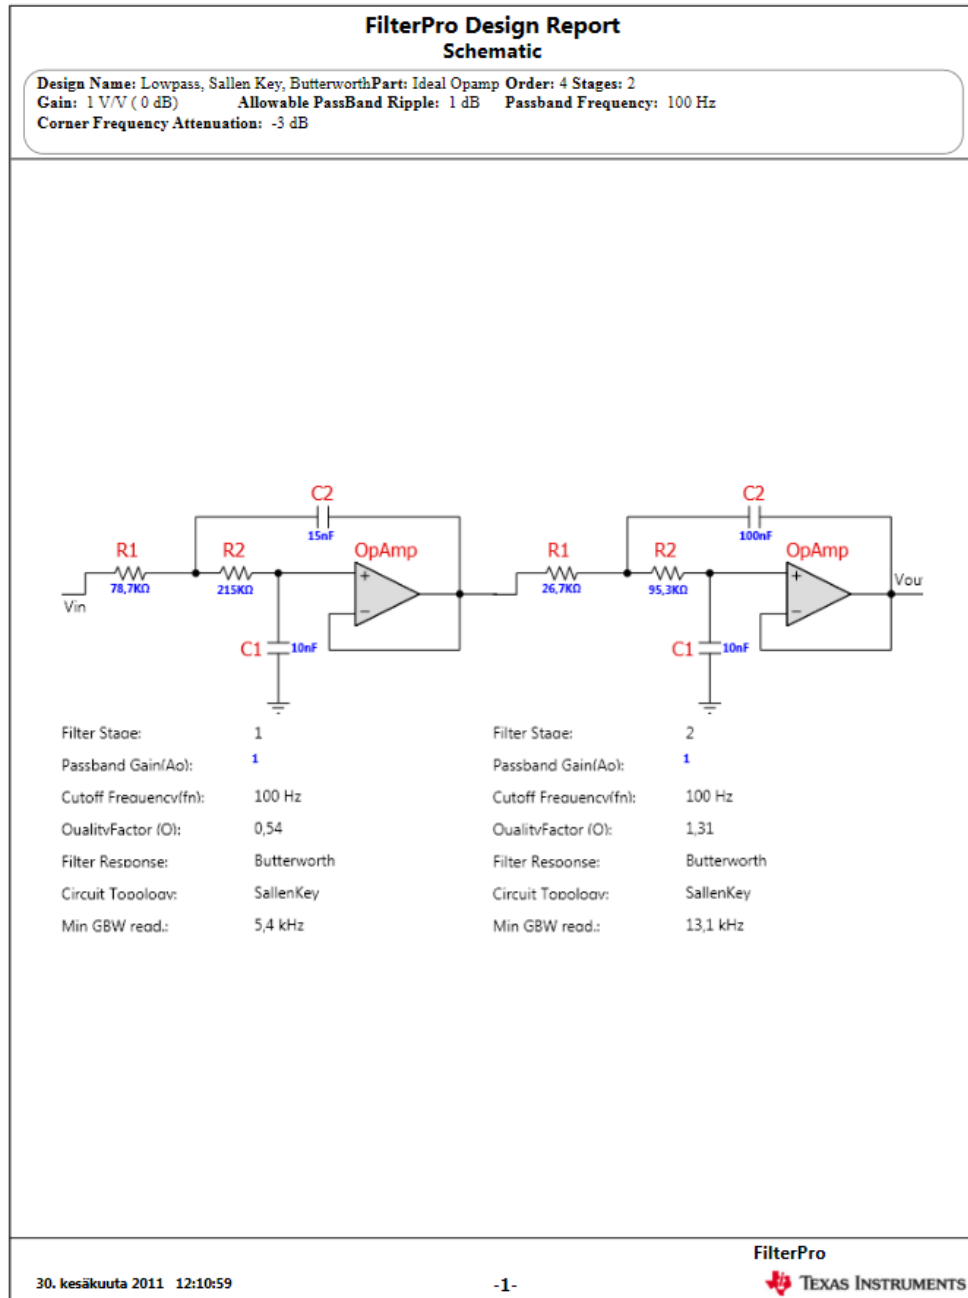 FilterPro Design Report
Schematic
Design Name: Lowpass, Sallen Key, ButterworthPart: Ideal Opamp Order: 4 Stages: 2
Gain: 1 V/V ( 0 dB) Allowable PassBand Ripple: 1 dB Passband Frequency: 100 Hz
Corner Frequency Attenuation: -3 dB
C2
15nF
R1
78,7KΩ
R2
215KΩ
OpAmp
+
−
Vin
C1
10nF
C2
100nF
R1
26,7KΩ
R2
95,3KΩ
OpAmp
+
−
Vou
C1
10nF
Filter Stage: 1
Passband Gain(Ao): 1
Cutoff Frequency(fn): 100 Hz
QualityFactor (Q): 0,54
Filter Response: Butterworth
Circuit Topology: SallenKey
Min GBW reqd.: 5,4 kHz
Filter Stage: 2
Passband Gain(Ao): 1
Cutoff Frequency(fn): 100 Hz
QualityFactor (Q): 1,31
Filter Response: Butterworth
Circuit Topology: SallenKey
Min GBW reqd.: 13,1 kHz
30. kesäkuuta 2011 12:10:59
-1-
FilterPro
TEXAS INSTRUMENTS